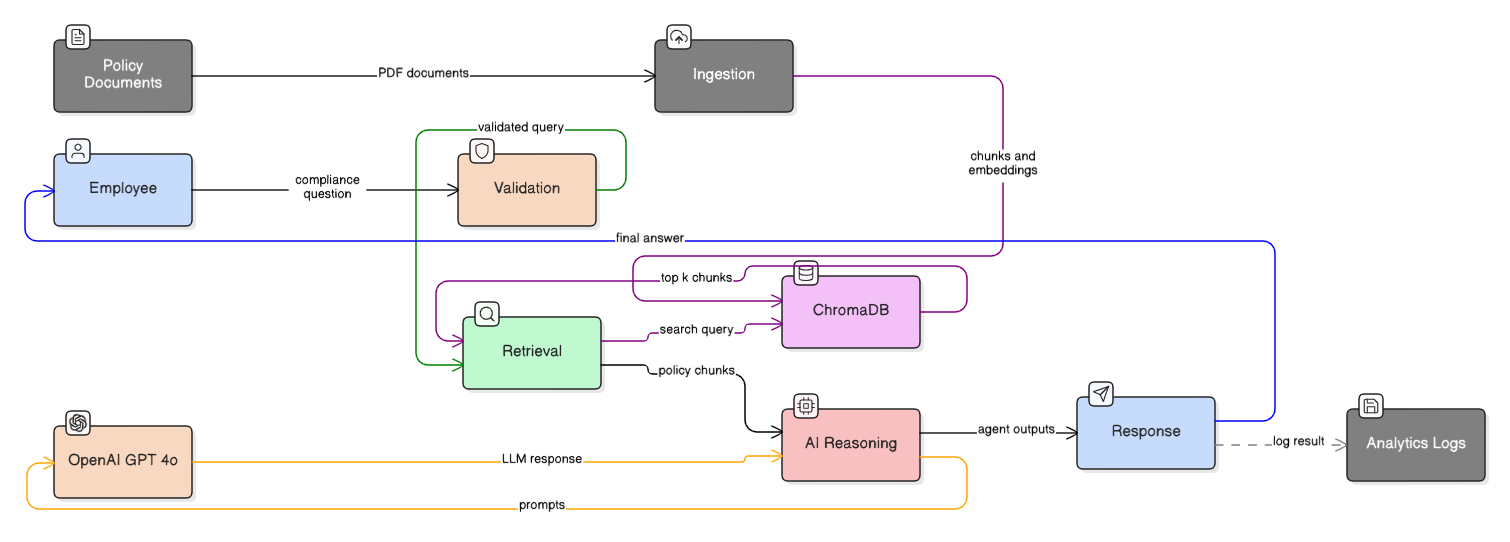 Policy
Documents
PDF documents
Ingestion
validated query
Employee
compliance
question
Validation
chunks and
embeddings
final answer
top k chunks
ChromaDB
search query
Retrieval
policy chunks
OpenAI GPT 4o
LLM response
AI Reasoning
agent outputs
Response
log result
Analytics Logs
prompts